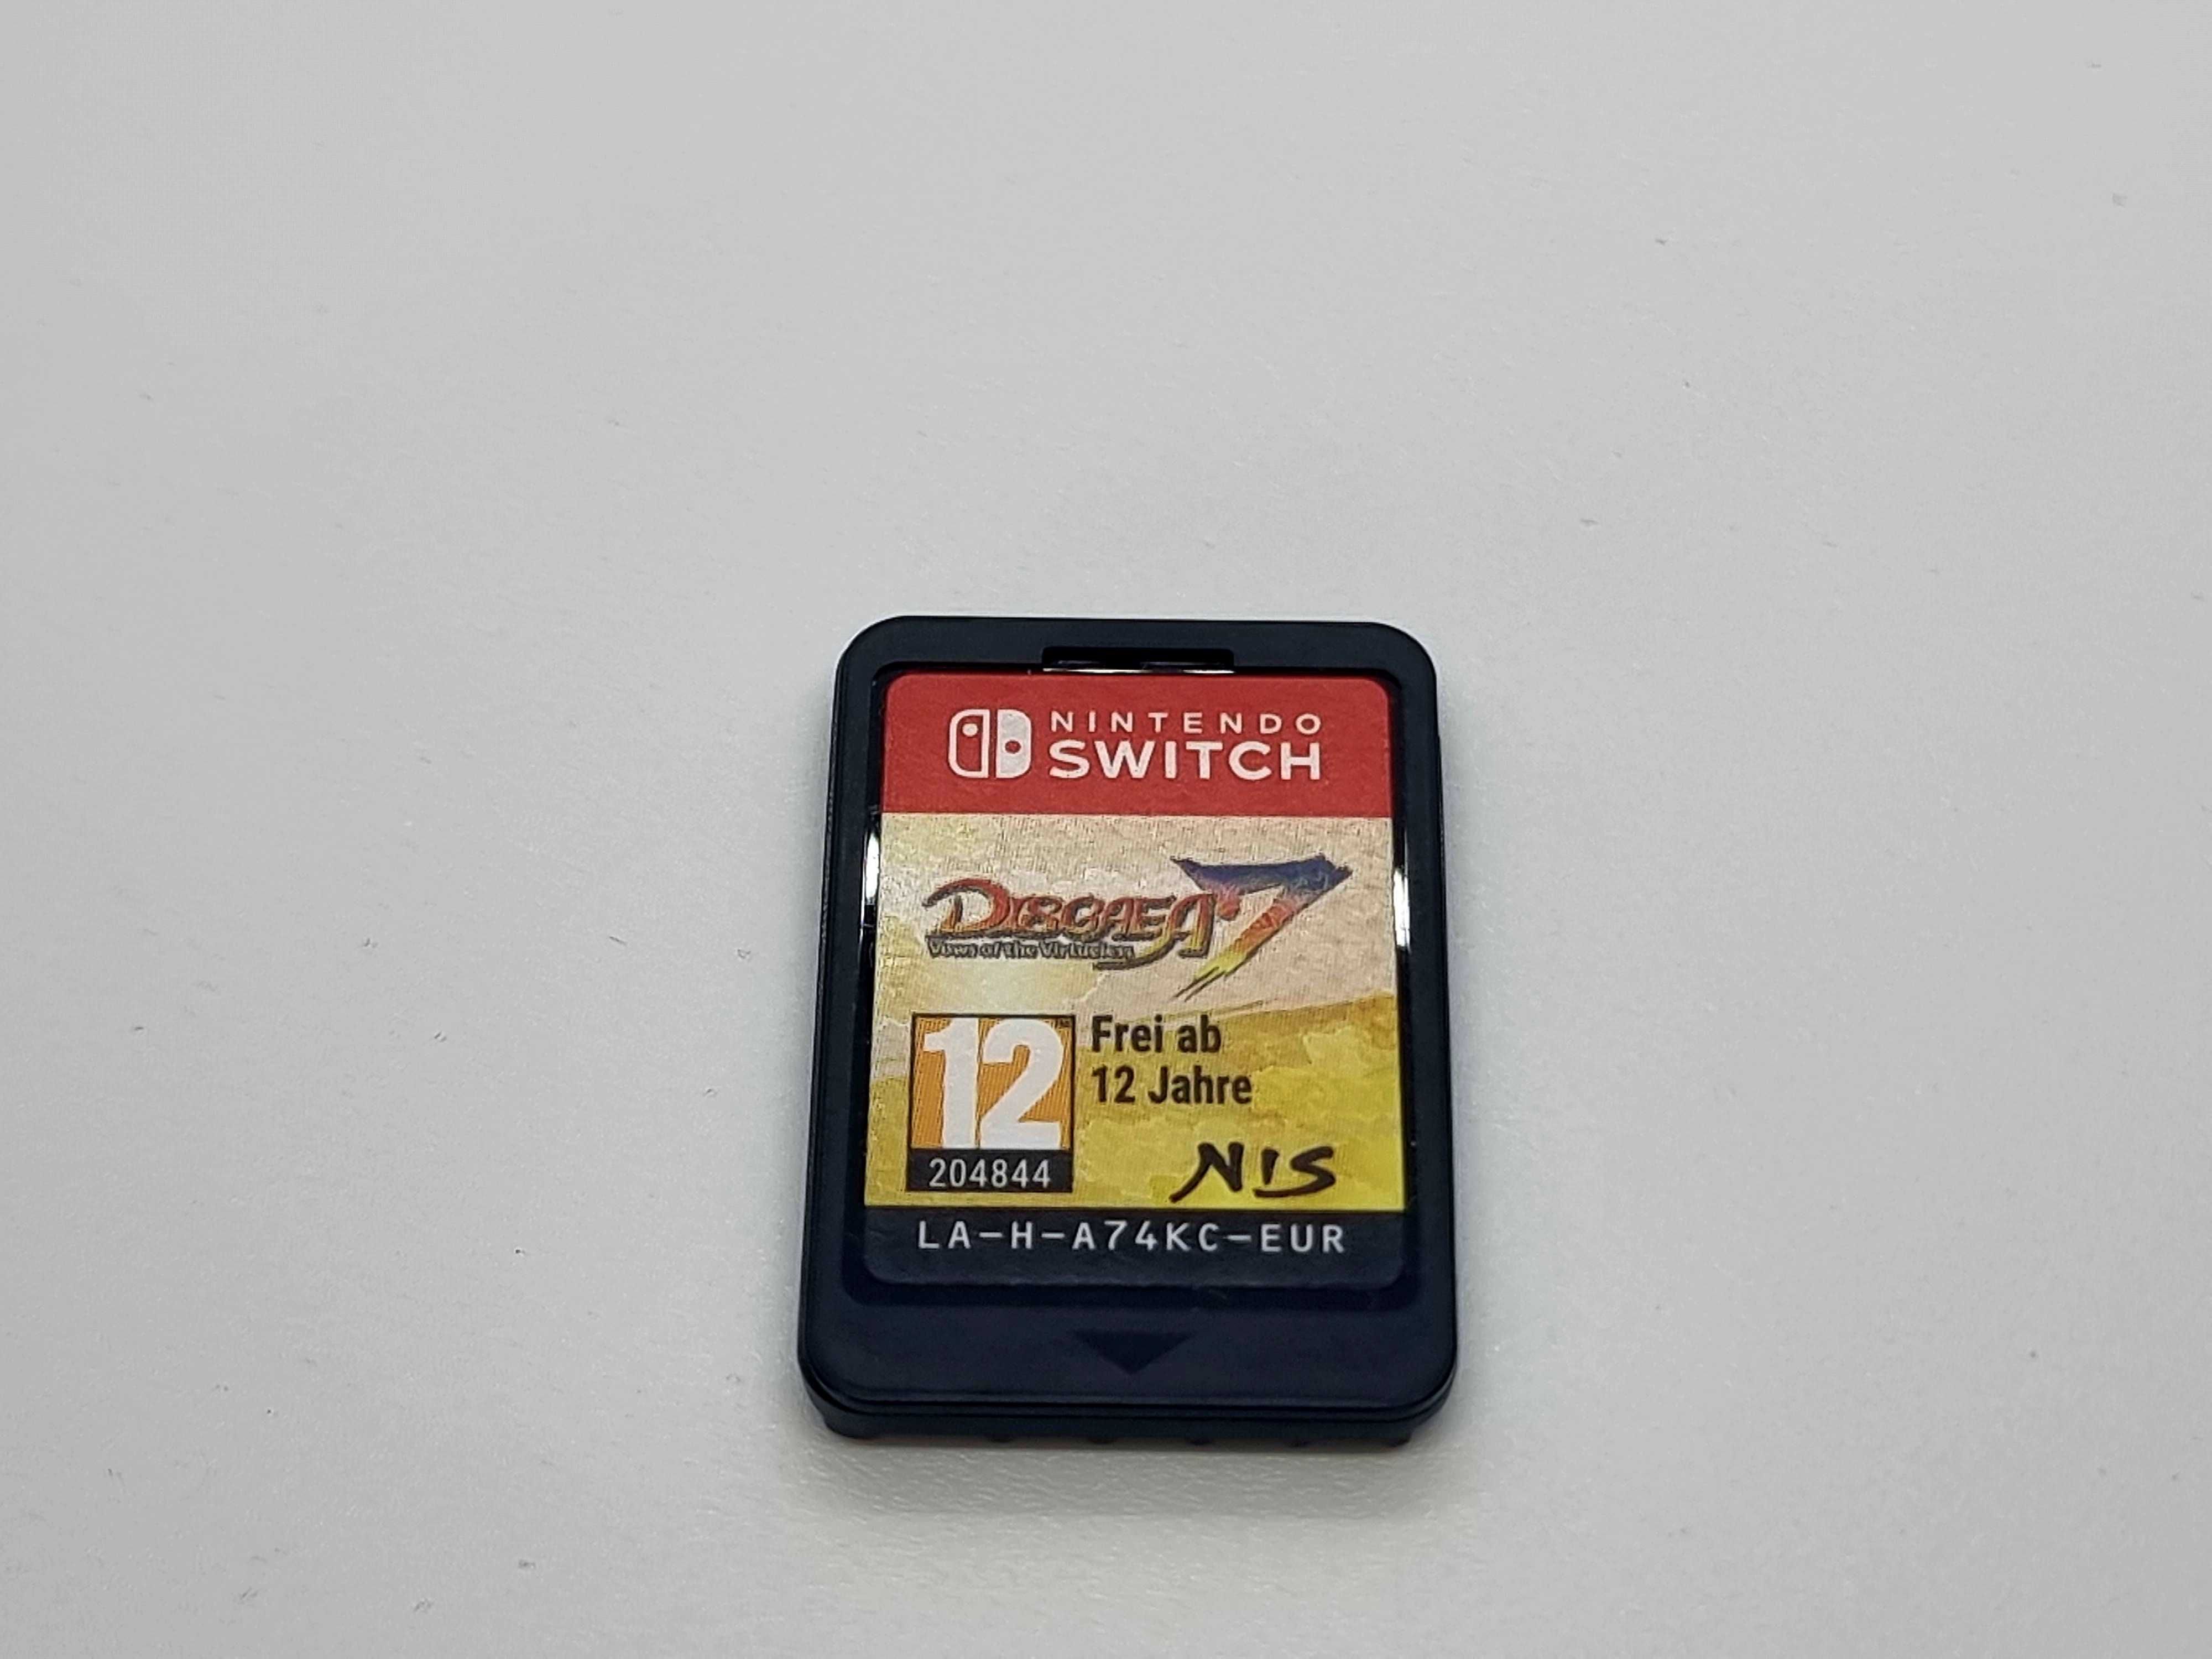 NINTENDO
SWITCH
DISGAEA 7
Vows of the Virtueless
12
Frei ab
12 Jahre
204844
NIS
LA-H-A74KC-EUR